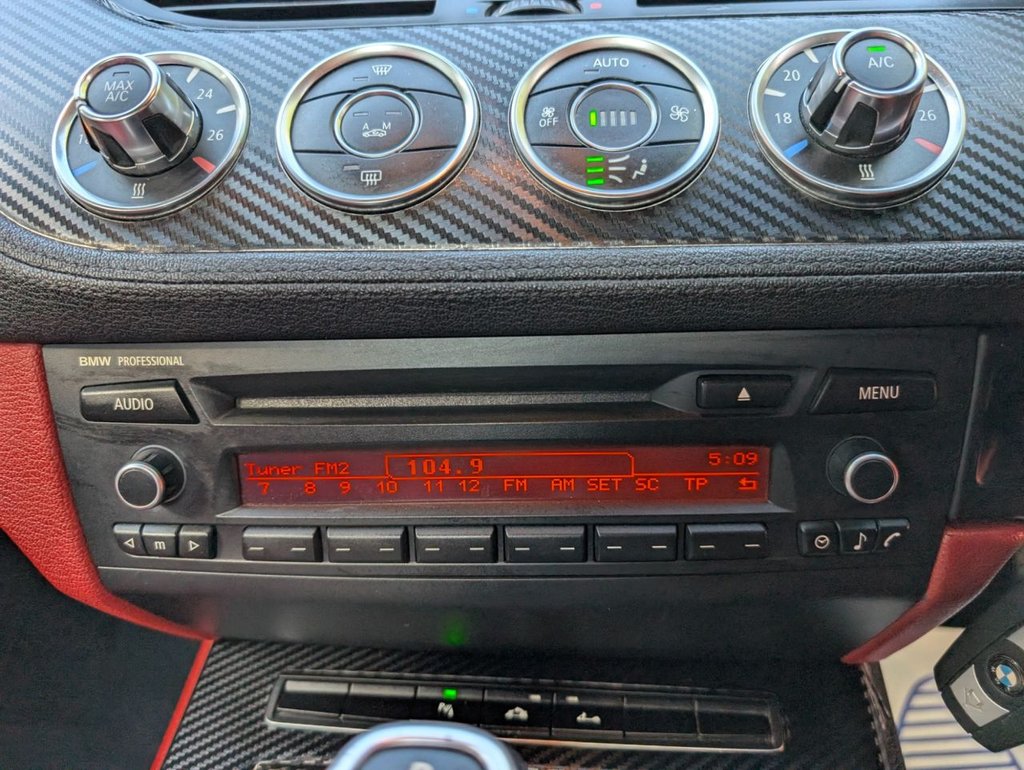 MAX
A/C
24
26
A M
AUTO
OFF
20
18
A/C
26
BMW PROFESSIONAL
AUDIO
MENU
Tuner FM2 104.9 5:09
7 8 9 10 11 12 FM AM SET SC TP
m